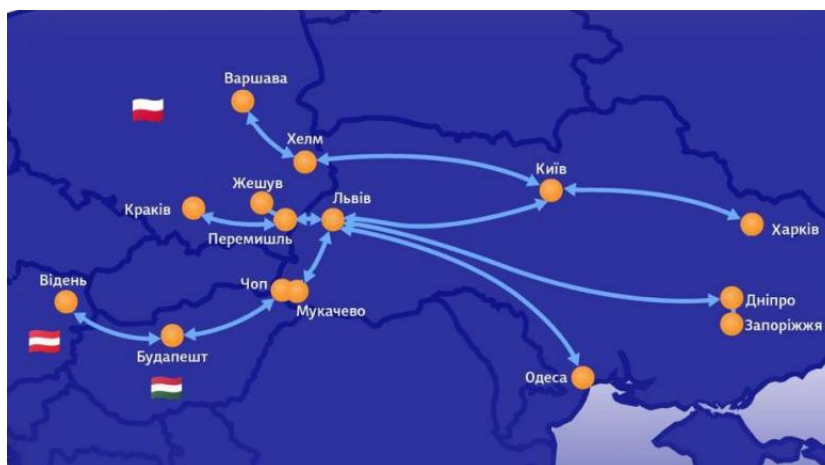 Варшава
Хелм
Київ
Жешув
Львів
Краків
Перемишль
Харків
Відень
Чоп
Мукачево
Дніпро
Запоріжжя
Будапешт
Одеса